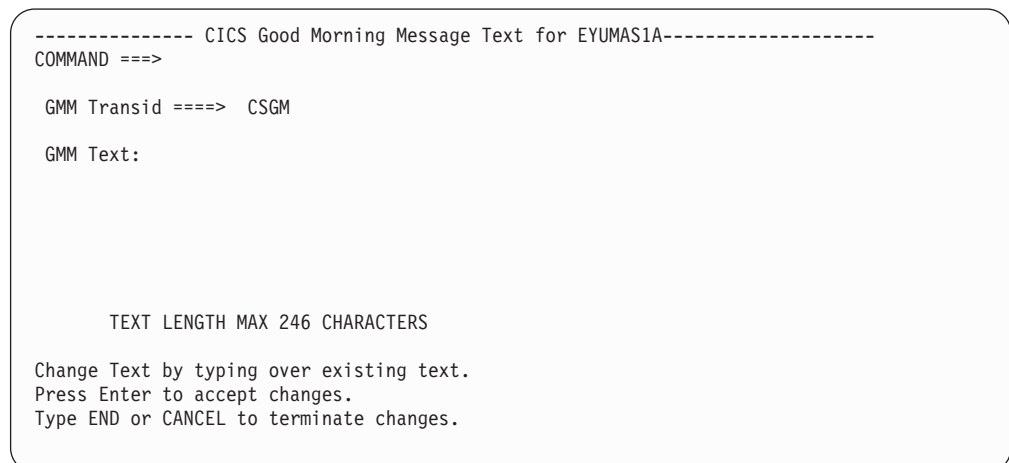 --------------- CICS Good Morning Message Text for EYUMAS1A--------------------
COMMAND ===>
GMM Transid ====> CSGM
GMM Text:
TEXT LENGTH MAX 246 CHARACTERS
Change Text by typing over existing text.
Press Enter to accept changes.
Type END or CANCEL to terminate changes.